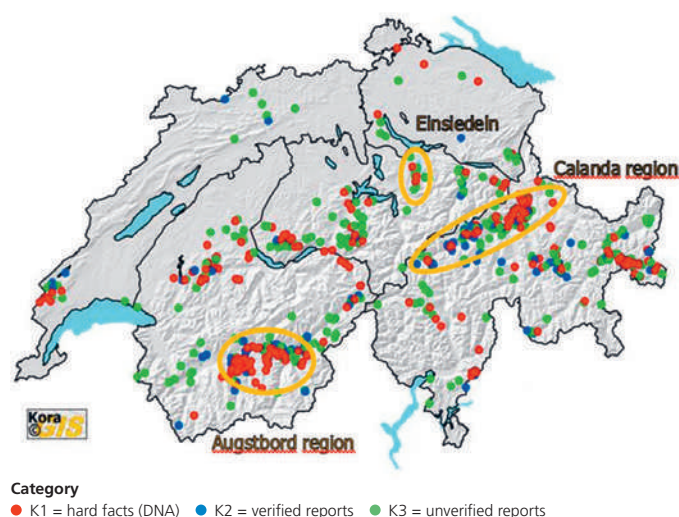 Einsiedeln
Calanda region
Kora
©GIS
Augstbord region
Category
K1 = hard facts (DNA) K2 = verified reports K3 = unverified reports